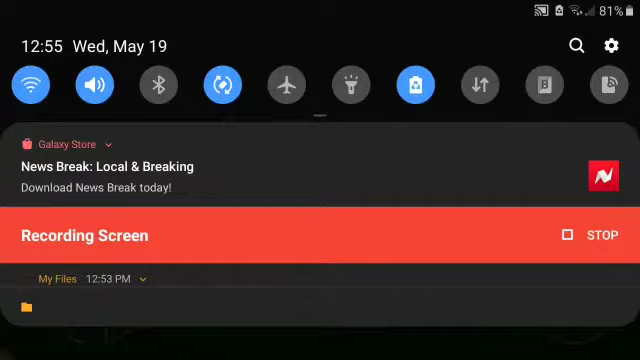 81%
12:55 Wed, May 19
Galaxy Store
News Break: Local & Breaking
Download News Break today!
Recording Screen
STOP
My Files 12:53 PM